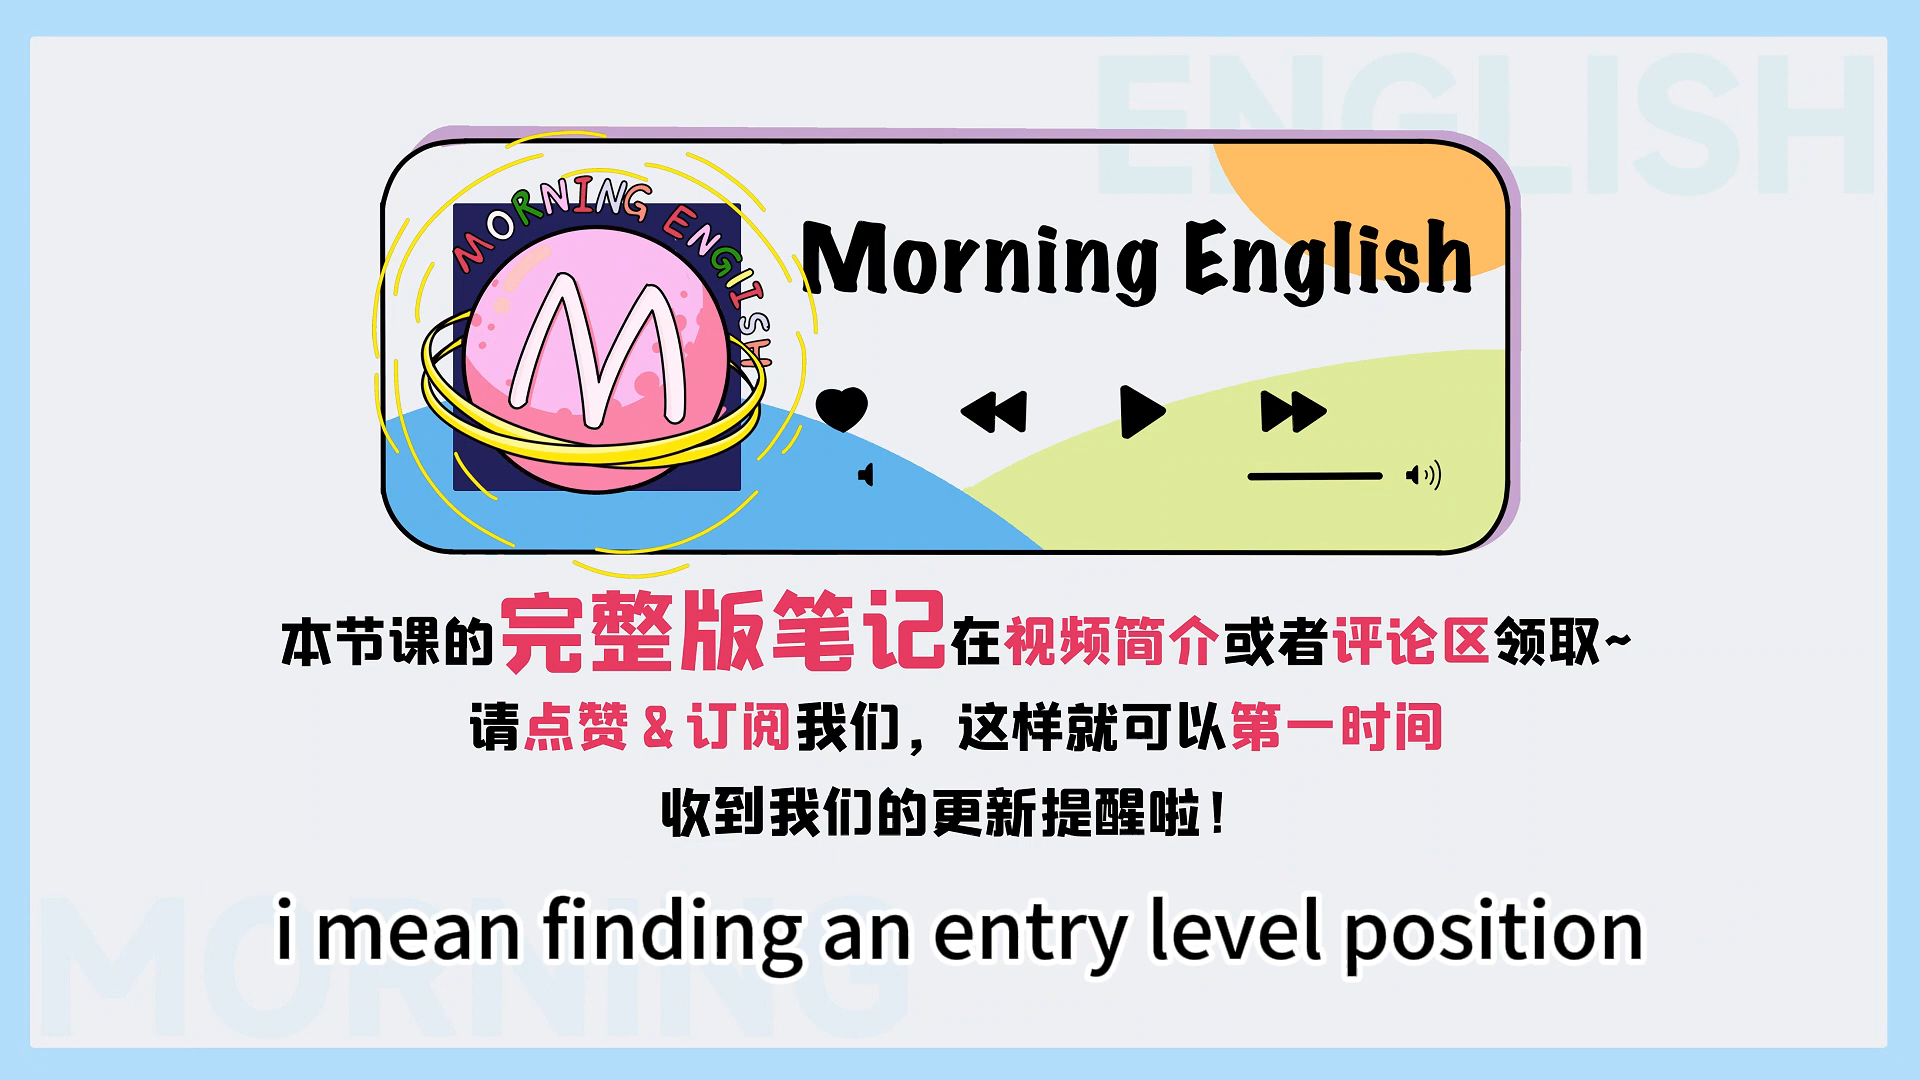 ENGLISH
MORNING ENGLISH
M
Morning English
本节课的完整版笔记在视频简介或者评论区领取~
请点赞&订阅我们，这样就可以第一时间
收到我们的更新提醒啦！
MORNING
i mean finding an entry level position